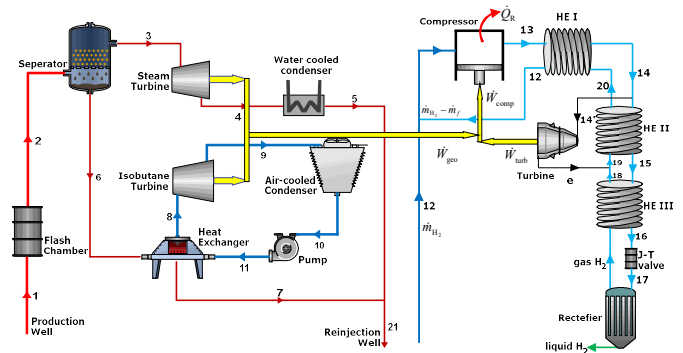 Compressor
Q̇R
13
HE I
3
Seperator
Water cooled
condenser
12
14
Steam
Turbine
20
4
5
ṁH2 − ṁf
Ẇcomp
14'
HE II
2
9
Ẇgeo
Ẇturb
19
15
Isobutane
Turbine
Air-cooled
Condenser
Turbine
e
18
6
HE III
12
8
ṁH2
Heat
Exchanger
10
16
Flash
Chamber
11
Pump
gas H2
J-T
valve
17
1
7
Production
Well
Reinjection
Well
21
Rectefier
liquid H2